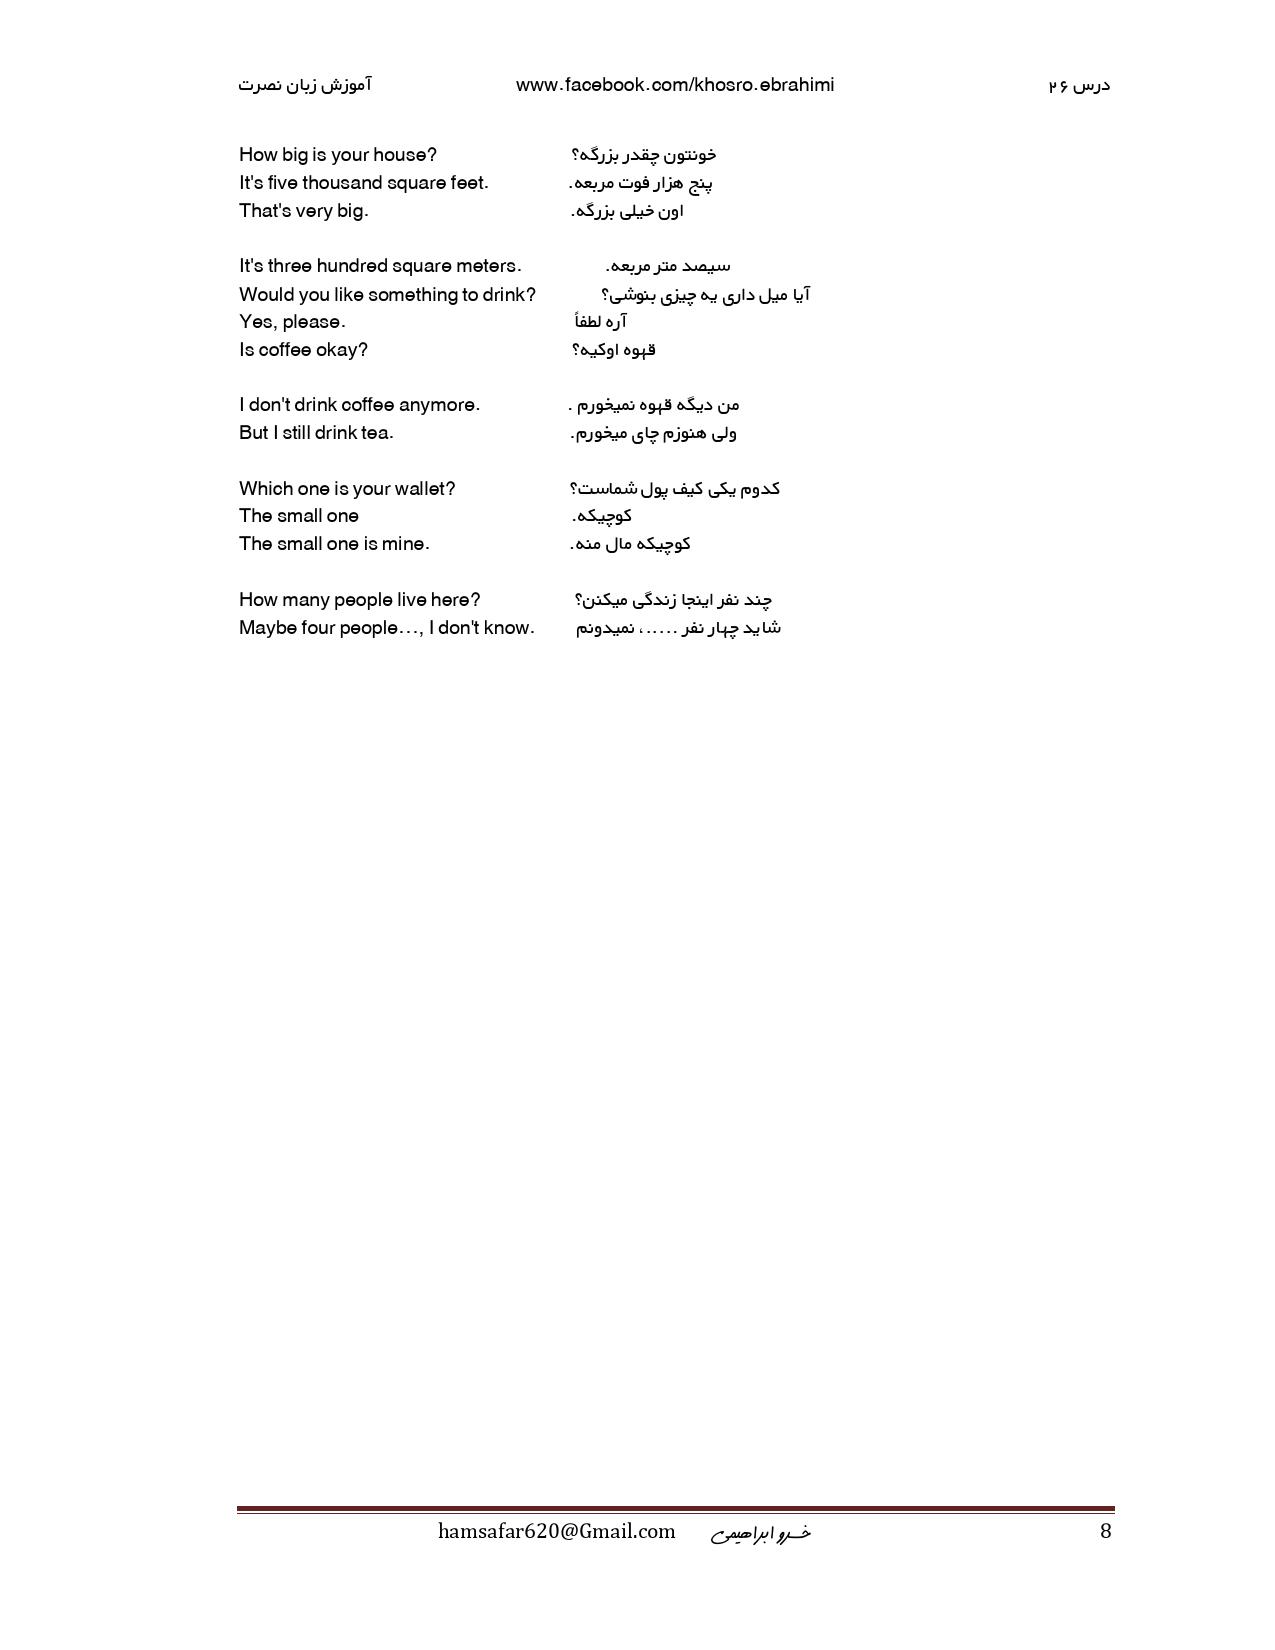 آموزش زبان نصرت www.facebook.com/khosro.ebrahimi درس ۲۶
How big is your house? خونتون چقدر بزرگه؟
It's five thousand square feet. پنج هزار فوت مربعه.
That's very big. اون خیلی بزرگه.
It's three hundred square meters. سیصد متر مربعه.
Would you like something to drink? آیا میل داری یه چیزی بنوشی؟
Yes, please. آره لطفاً
Is coffee okay? قهوه اوکیه؟
I don't drink coffee anymore. من دیگه قهوه نمیخورم .
But I still drink tea. ولی هنوزم چای میخورم.
Which one is your wallet? کدوم یکی کیف پول شماست؟
The small one کوچیکه.
The small one is mine. کوچیکه مال منه.
How many people live here? چند نفر اینجا زندگی میکنن؟
Maybe four people…, I don't know. شاید چهار نفر ..... ، نمیدونم
hamsafar620@Gmail.com خسرو ابراهیمی 8